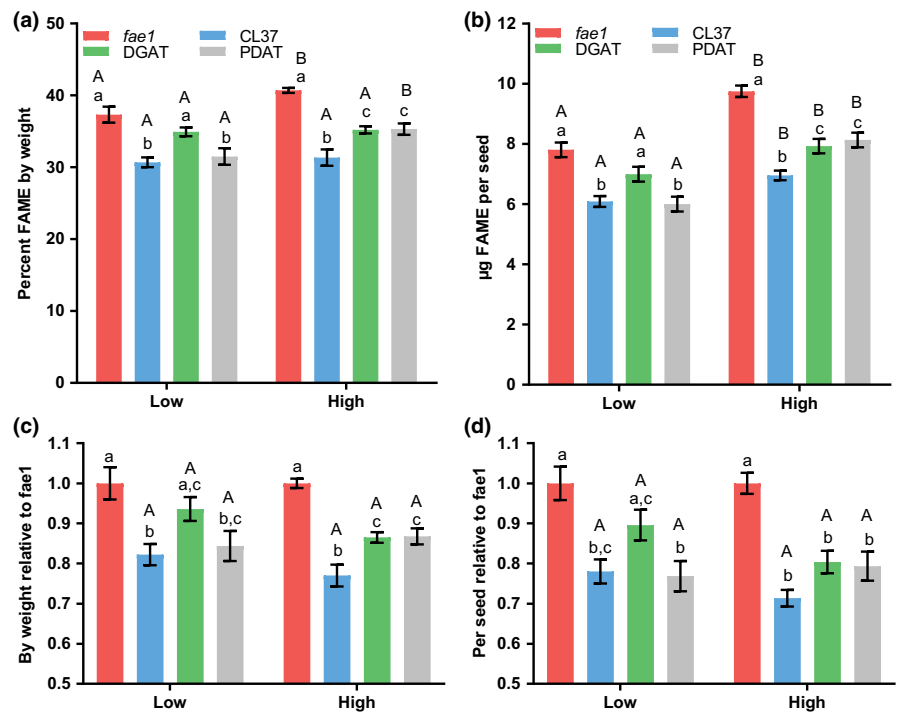 (a)
Percent FAME by weight
50
40
30
20
10
0
fae1 CL37
DGAT PDAT
A
a
A
b
A
a
A
b
B
a
A
b
A
c
B
c
Low High
(b)
µg FAME per seed
12
10
8
6
4
2
0
fae1 CL37
DGAT PDAT
A
a
A
b
A
a
A
b
B
a
B
b
B
c
B
c
Low High
(c)
By weight relative to fae1
1.1
1.0
0.9
0.8
0.7
0.6
0.5
a
A
b
A
a,c
A
b,c
a
A
b
A
c
A
c
Low High
(d)
Per seed relative to fae1
1.1
1.0
0.9
0.8
0.7
0.6
0.5
a
A
b,c
A
a,c
A
b
a
A
b
A
b
A
b
Low High